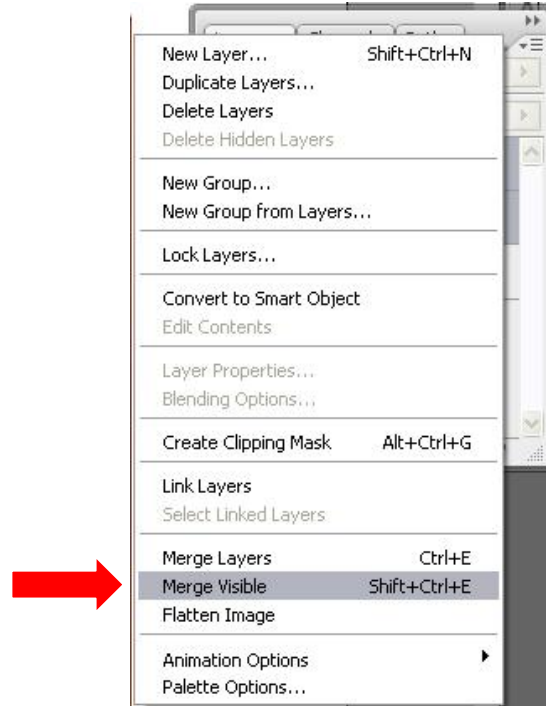 New Layer... Shift+Ctrl+N
Duplicate Layers...
Delete Layers
Delete Hidden Layers
New Group...
New Group from Layers...
Lock Layers...
Convert to Smart Object
Edit Contents
Layer Properties...
Blending Options...
Create Clipping Mask Alt+Ctrl+G
Link Layers
Select Linked Layers
Merge Layers Ctrl+E
Merge Visible Shift+Ctrl+E
Flatten Image
Animation Options
Palette Options...